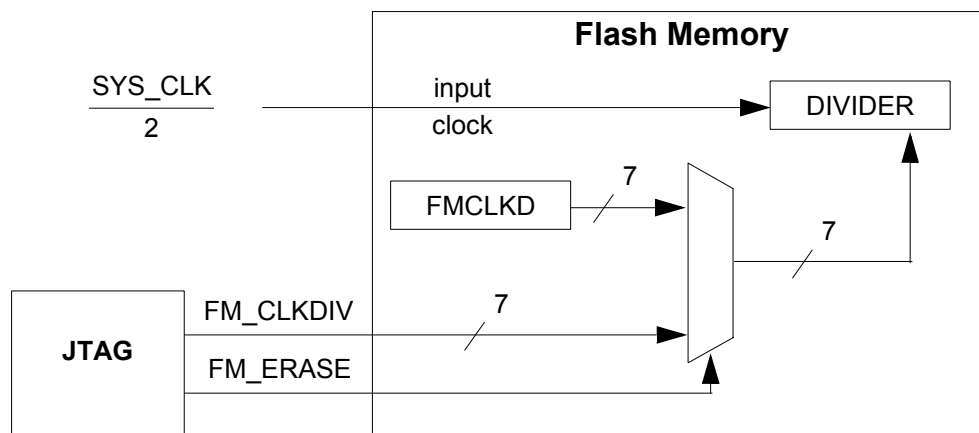 Flash Memory
SYS_CLK
2
input
clock
DIVIDER
7
FMCLKD
7
FM_CLKDIV
7
JTAG
FM_ERASE